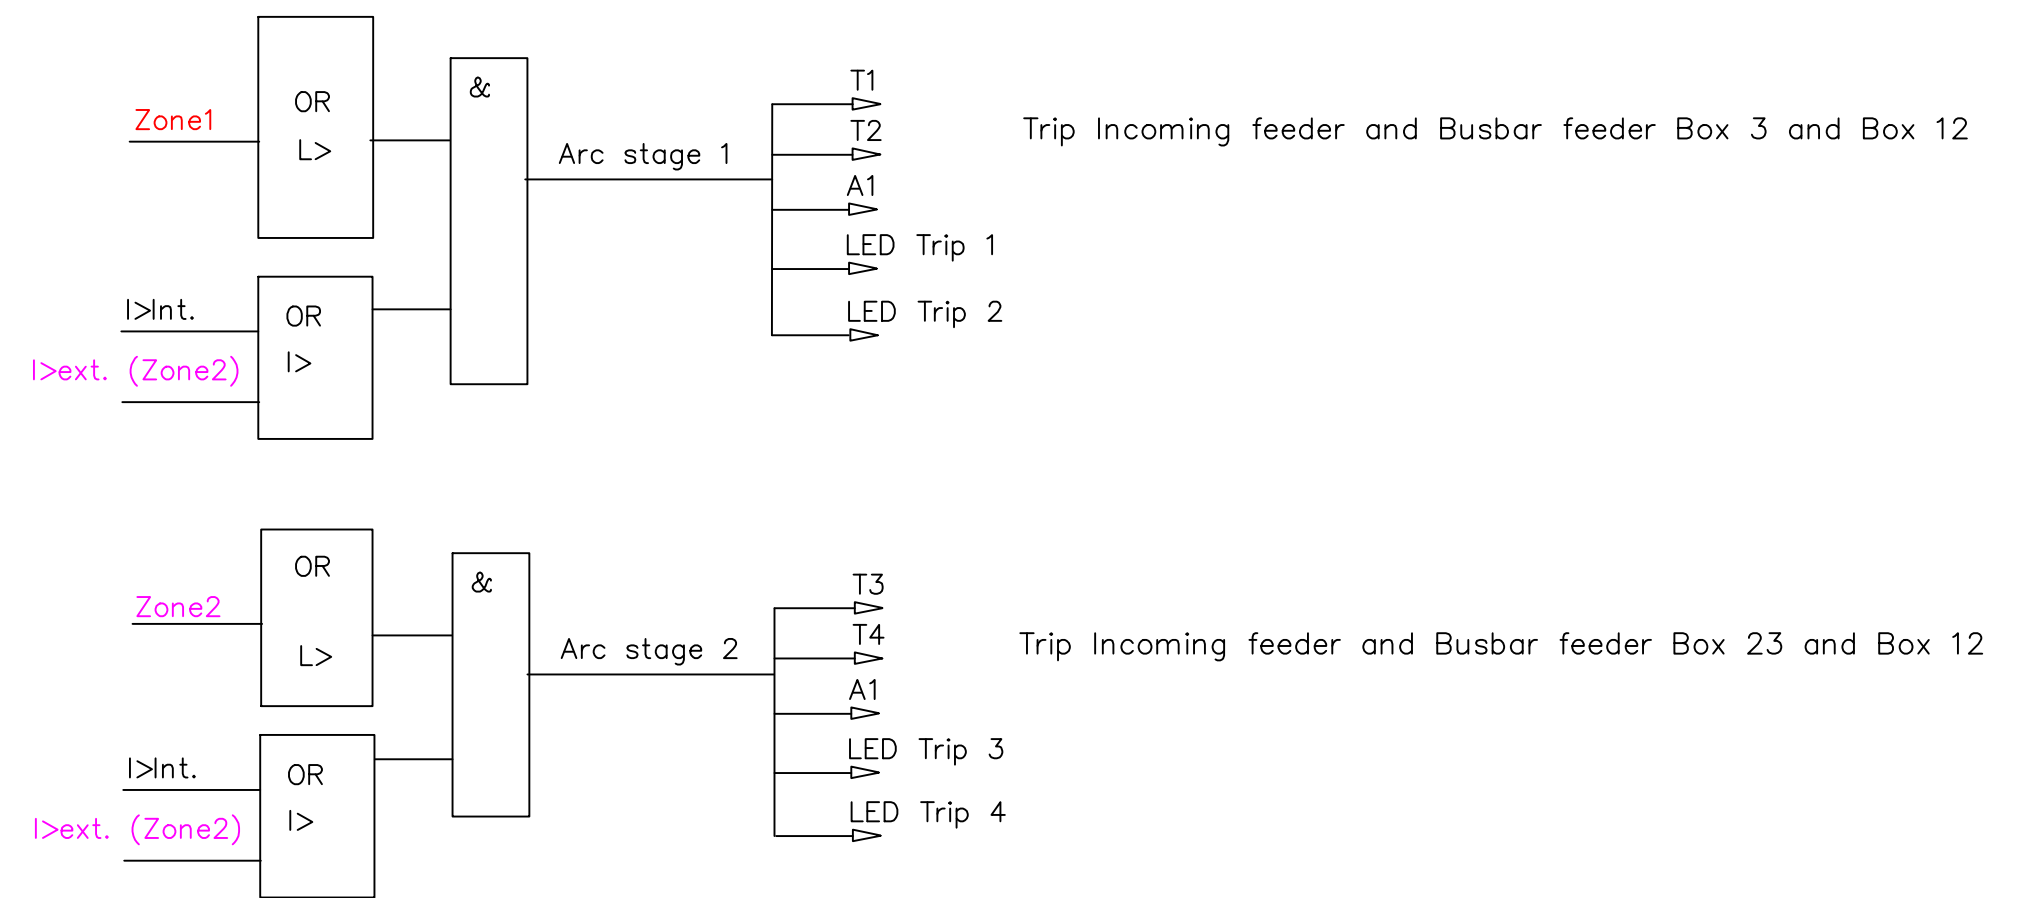 T1
OR
&
Zone1
T2
Trip Incoming feeder and Busbar feeder Box 3 and Box 12
L>
Arc stage 1
A1
LED Trip 1
I>Int.
OR
LED Trip 2
I>ext. (Zone2)
I>
OR
&
T3
Zone2
T4
Trip Incoming feeder and Busbar feeder Box 23 and Box 12
L>
Arc stage 2
A1
LED Trip 3
I>Int.
OR
I>ext. (Zone2)
I>
LED Trip 4